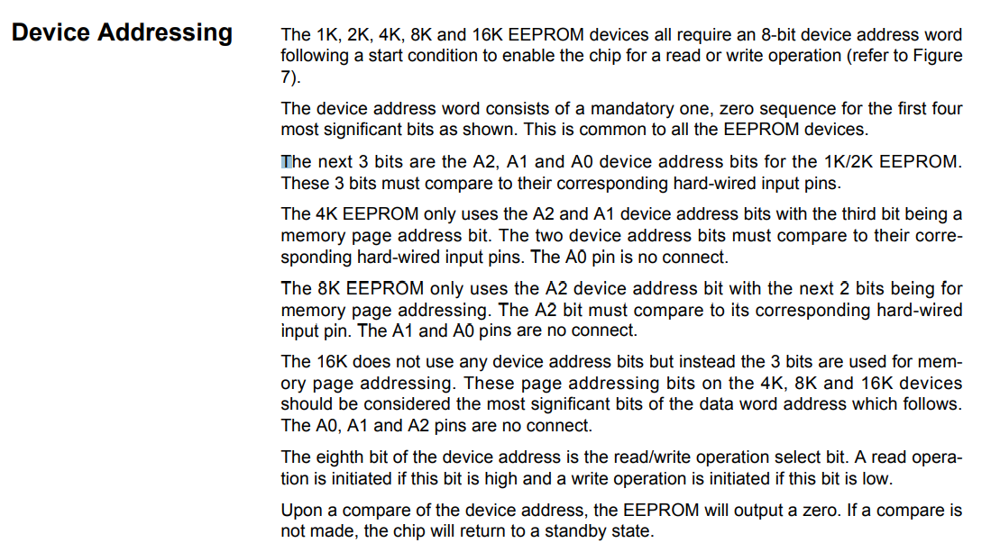 Device Addressing
The 1K, 2K, 4K, 8K and 16K EEPROM devices all require an 8-bit device address word
following a start condition to enable the chip for a read or write operation (refer to Figure
7).
The device address word consists of a mandatory one, zero sequence for the first four
most significant bits as shown. This is common to all the EEPROM devices.
The next 3 bits are the A2, A1 and A0 device address bits for the 1K/2K EEPROM.
These 3 bits must compare to their corresponding hard-wired input pins.
The 4K EEPROM only uses the A2 and A1 device address bits with the third bit being a
memory page address bit. The two device address bits must compare to their corre-
sponding hard-wired input pins. The A0 pin is no connect.
The 8K EEPROM only uses the A2 device address bit with the next 2 bits being for
memory page addressing. The A2 bit must compare to its corresponding hard-wired
input pin. The A1 and A0 pins are no connect.
The 16K does not use any device address bits but instead the 3 bits are used for mem-
ory page addressing. These page addressing bits on the 4K, 8K and 16K devices
should be considered the most significant bits of the data word address which follows.
The A0, A1 and A2 pins are no connect.
The eighth bit of the device address is the read/write operation select bit. A read opera-
tion is initiated if this bit is high and a write operation is initiated if this bit is low.
Upon a compare of the device address, the EEPROM will output a zero. If a compare is
not made, the chip will return to a standby state.